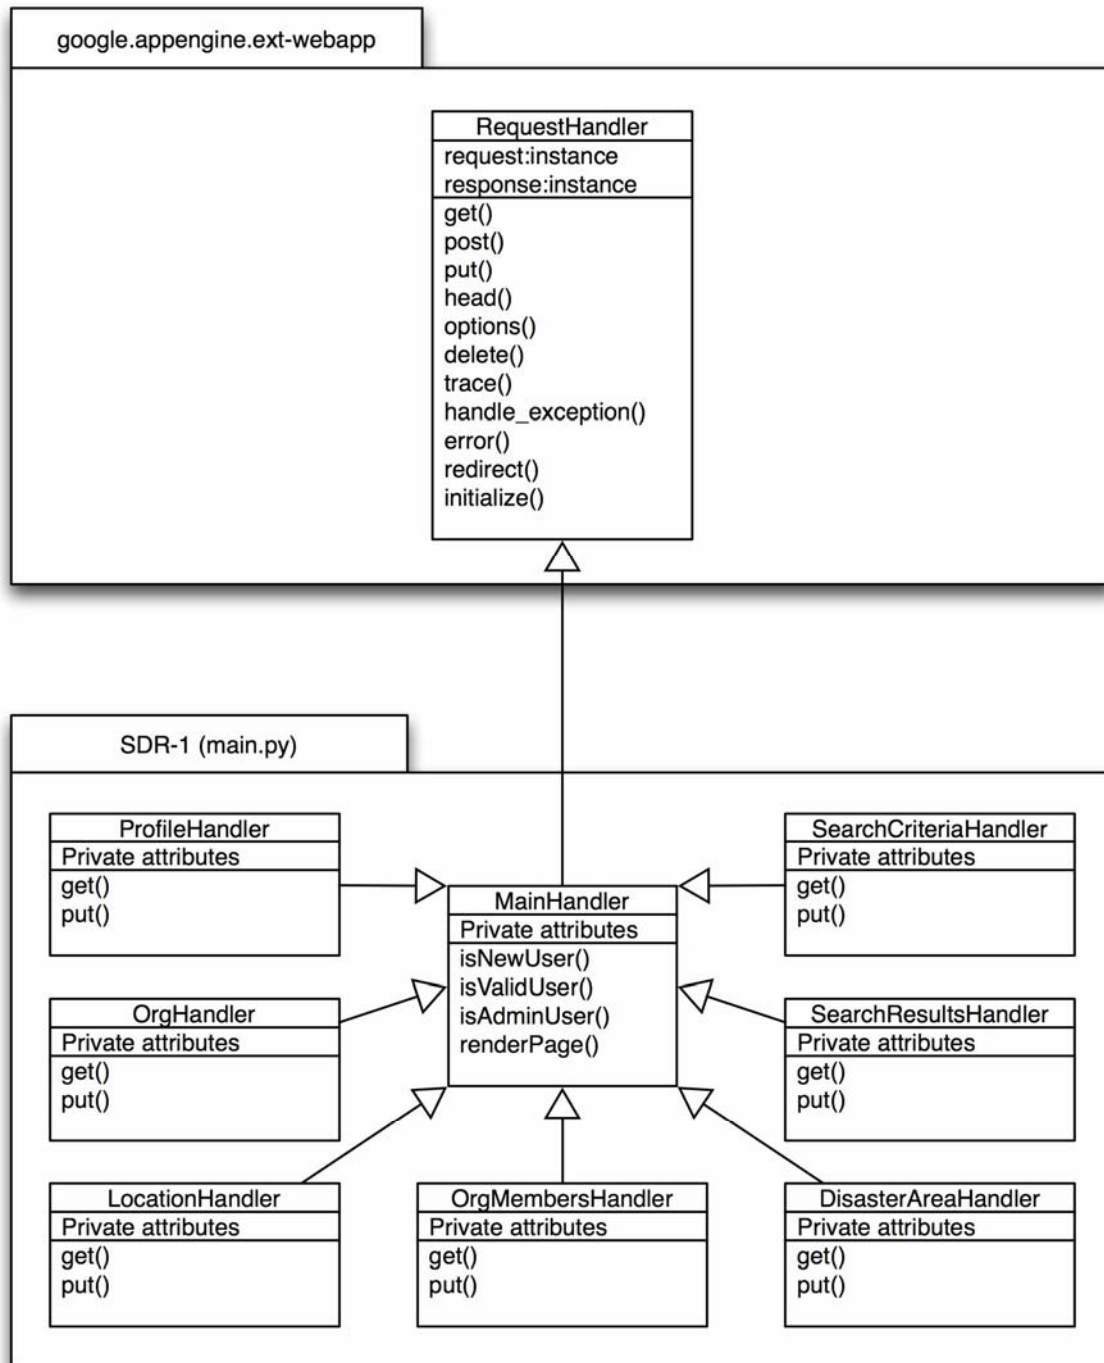 google.appengine.ext-webapp
RequestHandler
request:instance
response:instance
get()
post()
put()
head()
options()
delete()
trace()
handle_exception()
error()
redirect()
initialize()
SDR-1 (main.py)
ProfileHandler
Private attributes
get()
put()
SearchCriteriaHandler
Private attributes
get()
put()
MainHandler
Private attributes
isNewUser()
isValidUser()
isAdminUser()
renderPage()
OrgHandler
Private attributes
get()
put()
SearchResultsHandler
Private attributes
get()
put()
LocationHandler
Private attributes
get()
put()
OrgMembersHandler
Private attributes
get()
put()
DisasterAreaHandler
Private attributes
get()
put()